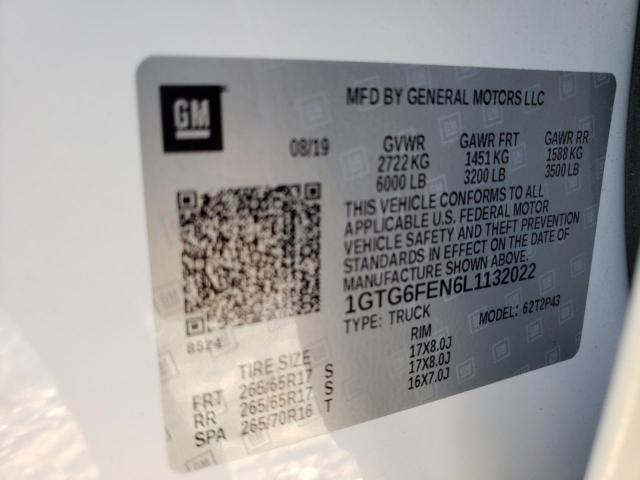 GM
MFD BY GENERAL MOTORS LLC
08/19 GVWR GAWR FRT GAWR RR
2722 KG 1451 KG 1588 KG
6000 LB 3200 LB 3500 LB
THIS VEHICLE CONFORMS TO ALL
APPLICABLE U.S. FEDERAL MOTOR
VEHICLE SAFETY AND THEFT PREVENTION
STANDARDS IN EFFECT ON THE DATE OF
MANUFACTURE SHOWN ABOVE.
1GTG6FEN6L1132022
TYPE: TRUCK MODEL: 62T2P43
8524
TIRE SIZE RIM
FRT 265/65R17 S 17X8.0J
RR 265/65R17 S 17X8.0J
SPA 265/70R16 T 16X7.0J